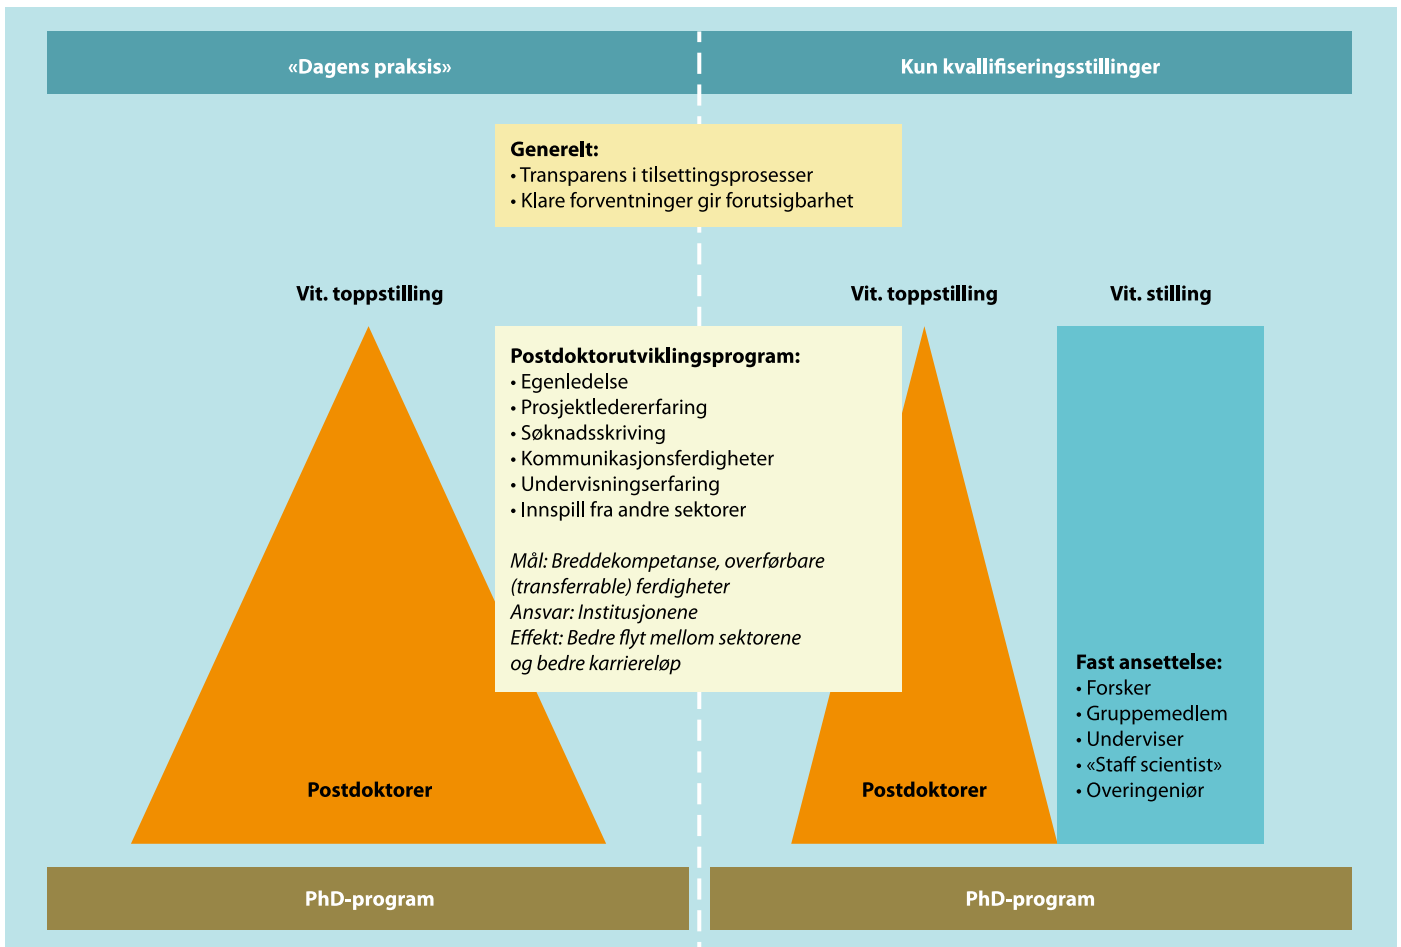 «Dagens praksis»
Kun kvallifiseringsstillinger
Generelt:
• Transparens i tilsettingsprosesser
• Klare forventninger gir forutsigbarhet
Vit. toppstilling
Vit. toppstilling
Vit. stilling
Postdoktorutviklingsprogram:
• Egenledelse
• Prosjektledererfaring
• Søknadsskriving
• Kommunikasjonsferdigheter
• Undervisningserfaring
• Innspill fra andre sektorer
Mål: Breddekompetanse, overførbare
(transferrable) ferdigheter
Ansvar: Institusjonene
Effekt: Bedre flyt mellom sektorene
og bedre karriereløp
Fast ansettelse:
• Forsker
• Gruppemedlem
• Underviser
• «Staff scientist»
• Overingeniør
Postdoktorer
Postdoktorer
PhD-program
PhD-program